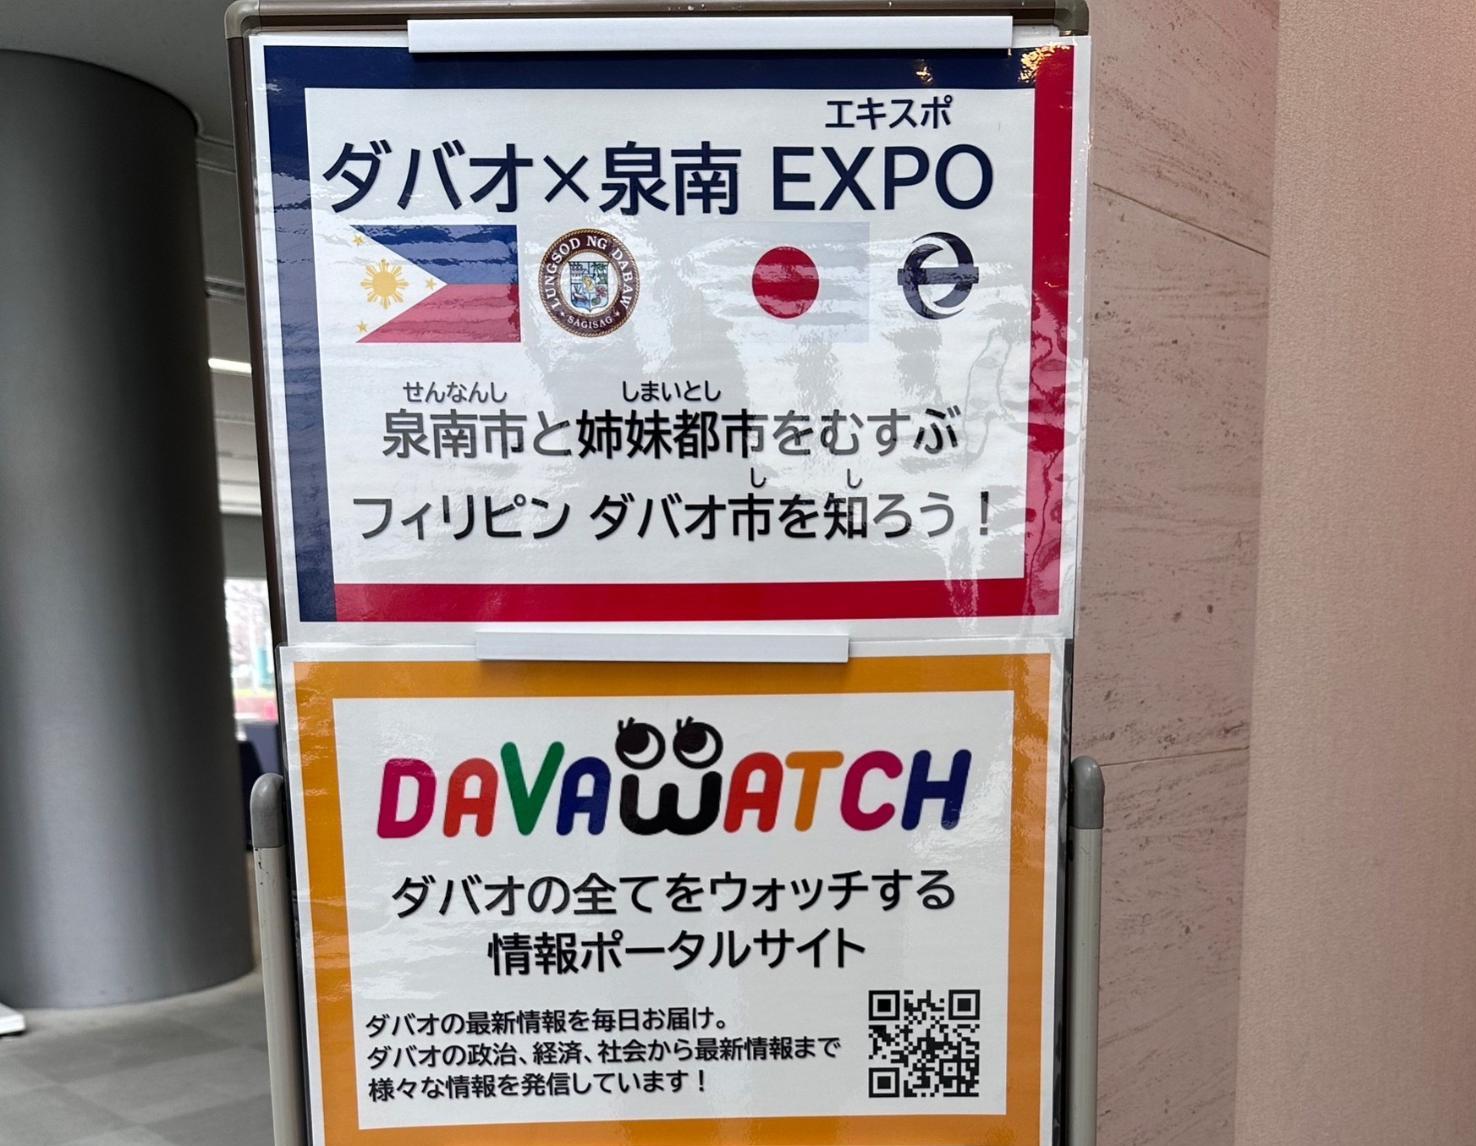 エキスポ
ダバオ×泉南 EXPO
LUNGSOD NG DABAW
SAGISAG
せんなんし しまいとし
泉南市と姉妹都市をむすぶ
し し
フィリピン ダバオ市を知ろう！
DAVAWATCH
ダバオの全てをウォッチする
情報ポータルサイト
ダバオの最新情報を毎日お届け。
ダバオの政治、経済、社会から最新情報まで
様々な情報を発信しています！